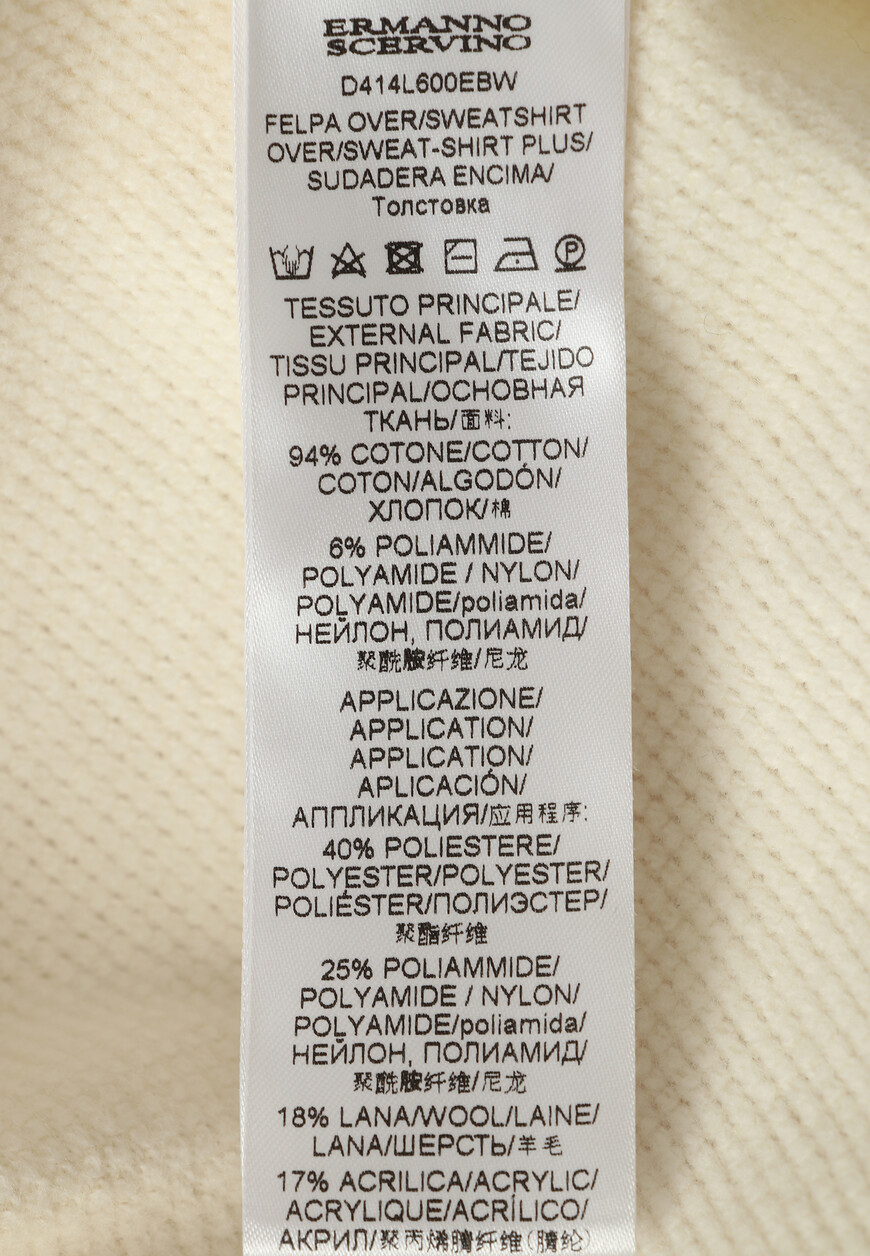 ERMANNO
SCERVINO
D414L600EBW
FELPA OVER/SWEATSHIRT
OVER/SWEAT-SHIRT PLUS/
SUDADERA ENCIMA/
Толстовка
P
TESSUTO PRINCIPALE/
EXTERNAL FABRIC/
TISSU PRINCIPAL/TEJIDO
PRINCIPAL/ОСНОВНАЯ
ТКАНЬ/面料:
94% COTONE/COTTON/
COTON/ALGODÓN/
ХЛОПОК/棉
6% POLIAMMIDE/
POLYAMIDE / NYLON/
POLYAMIDE/poliamida/
НЕЙЛОН, ПОЛИАМИД/
聚酰胺纤维/尼龙
APPLICAZIONE/
APPLICATION/
APPLICATION/
APLICACIÓN/
АППЛИКАЦИЯ/应用程序:
40% POLIESTERE/
POLYESTER/POLYESTER/
POLIÉSTER/ПОЛИЭСТЕР/
聚酯纤维
25% POLIAMMIDE/
POLYAMIDE / NYLON/
POLYAMIDE/poliamida/
НЕЙЛОН, ПОЛИАМИД/
聚酰胺纤维/尼龙
18% LANA/WOOL/LAINE/
LANA/ШЕРСТЬ/羊毛
17% ACRILICA/ACRYLIC/
ACRYLIQUE/ACRÍLICO/
АКРИЛ/聚丙烯腈纤维(腈纶)